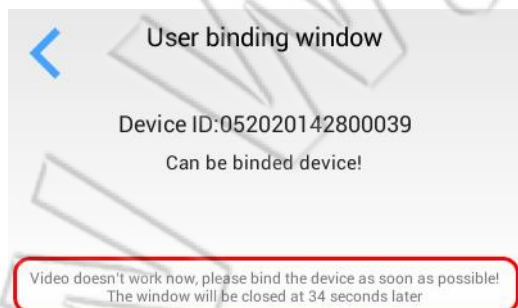 User binding window
Device ID:052020142800039
Can be binded device!
Video doesn't work now, please bind the device as soon as possible!
The window will be closed at 34 seconds later